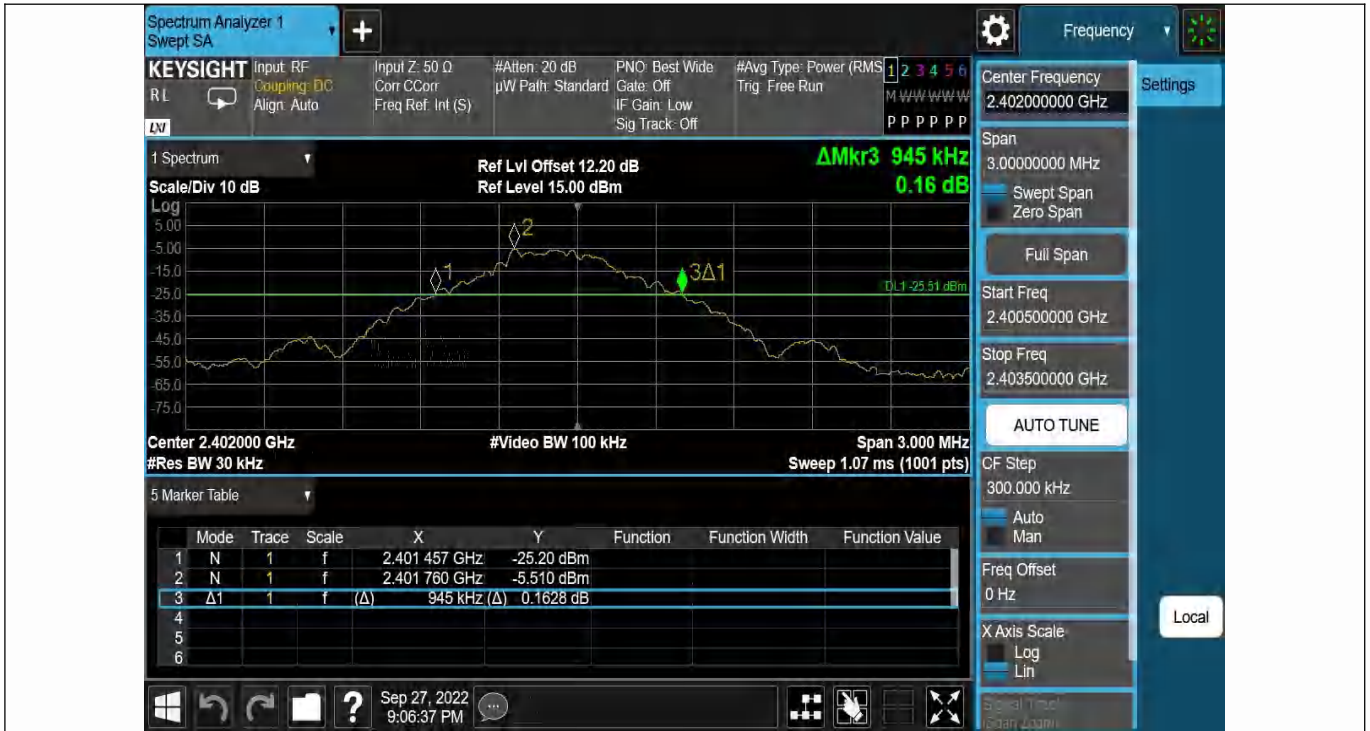 Spectrum Analyzer 1
Swept SA
Frequency
KEYSIGHT Input: RF Input Z: 50 Ω #Atten: 20 dB PNO: Best Wide #Avg Type: Power (RMS 1 2 3 4 5 6
R L Coupling: DC Corr CCorr µW Path: Standard Gate: Off Trig: Free Run M W W W W W
Align: Auto Freq Ref: Int (S) IF Gain: Low
LXI Sig Track: Off P P P P P P
Center Frequency
2.402000000 GHz
Settings
1 Spectrum
Ref Lvl Offset 12.20 dB
ΔMkr3 945 kHz
Scale/Div 10 dB
Ref Level 15.00 dBm
0.16 dB
Log
5.00
-5.00
-15.0
-25.0
-35.0
-45.0
-55.0
-65.0
-75.0
1
2
3Δ1
DL1 -25.51 dBm
Center 2.402000 GHz #Video BW 100 kHz Span 3.000 MHz
#Res BW 30 kHz Sweep 1.07 ms (1001 pts)
Span
3.00000000 MHz
Swept Span
Zero Span
Full Span
Start Freq
2.400500000 GHz
Stop Freq
2.403500000 GHz
AUTO TUNE
CF Step
300.000 kHz
Auto
Man
Freq Offset
0 Hz
X Axis Scale
Log
Lin
Local
5 Marker Table
Mode Trace Scale X Y Function Function Width Function Value
1 N 1 f 2.401 457 GHz -25.20 dBm
2 N 1 f 2.401 760 GHz -5.510 dBm
3 Δ1 1 f (Δ) 945 kHz (Δ) 0.1628 dB
4
5
6
?
Sep 27, 2022
9:06:37 PM